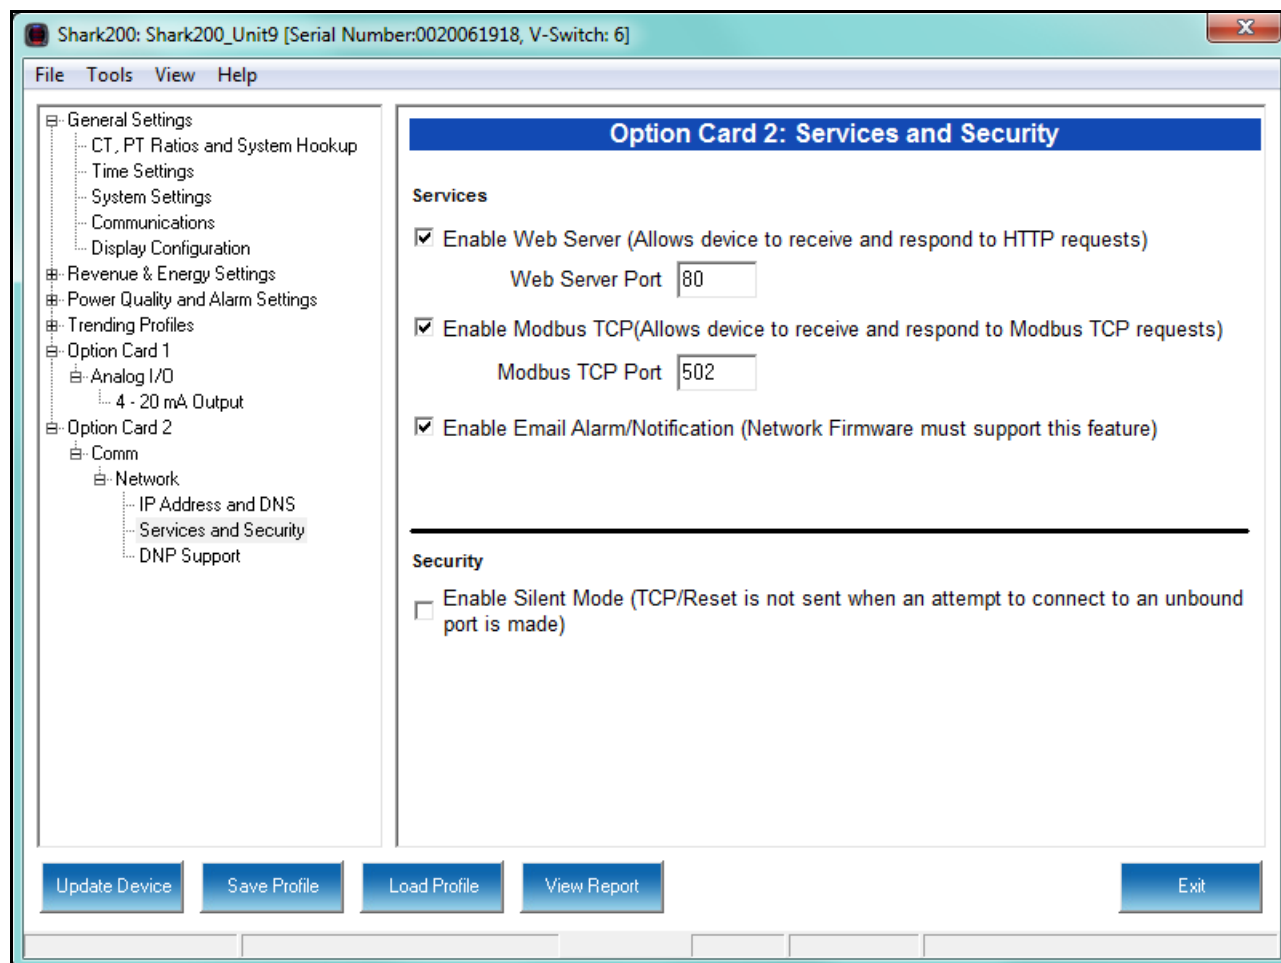 Shark200: Shark200_Unit9 [Serial Number:0020061918, V-Switch: 6]
X
File Tools View Help
General Settings
CT, PT Ratios and System Hookup
Time Settings
System Settings
Communications
Display Configuration
Revenue & Energy Settings
Power Quality and Alarm Settings
Trending Profiles
Option Card 1
Analog I/O
4 - 20 mA Output
Option Card 2
Comm
Network
IP Address and DNS
Services and Security
DNP Support
Option Card 2: Services and Security
Services
Enable Web Server (Allows device to receive and respond to HTTP requests)
Web Server Port 80
Enable Modbus TCP(Allows device to receive and respond to Modbus TCP requests)
Modbus TCP Port 502
Enable Email Alarm/Notification (Network Firmware must support this feature)
Security
Enable Silent Mode (TCP/Reset is not sent when an attempt to connect to an unbound
port is made)
Update Device Save Profile Load Profile View Report Exit